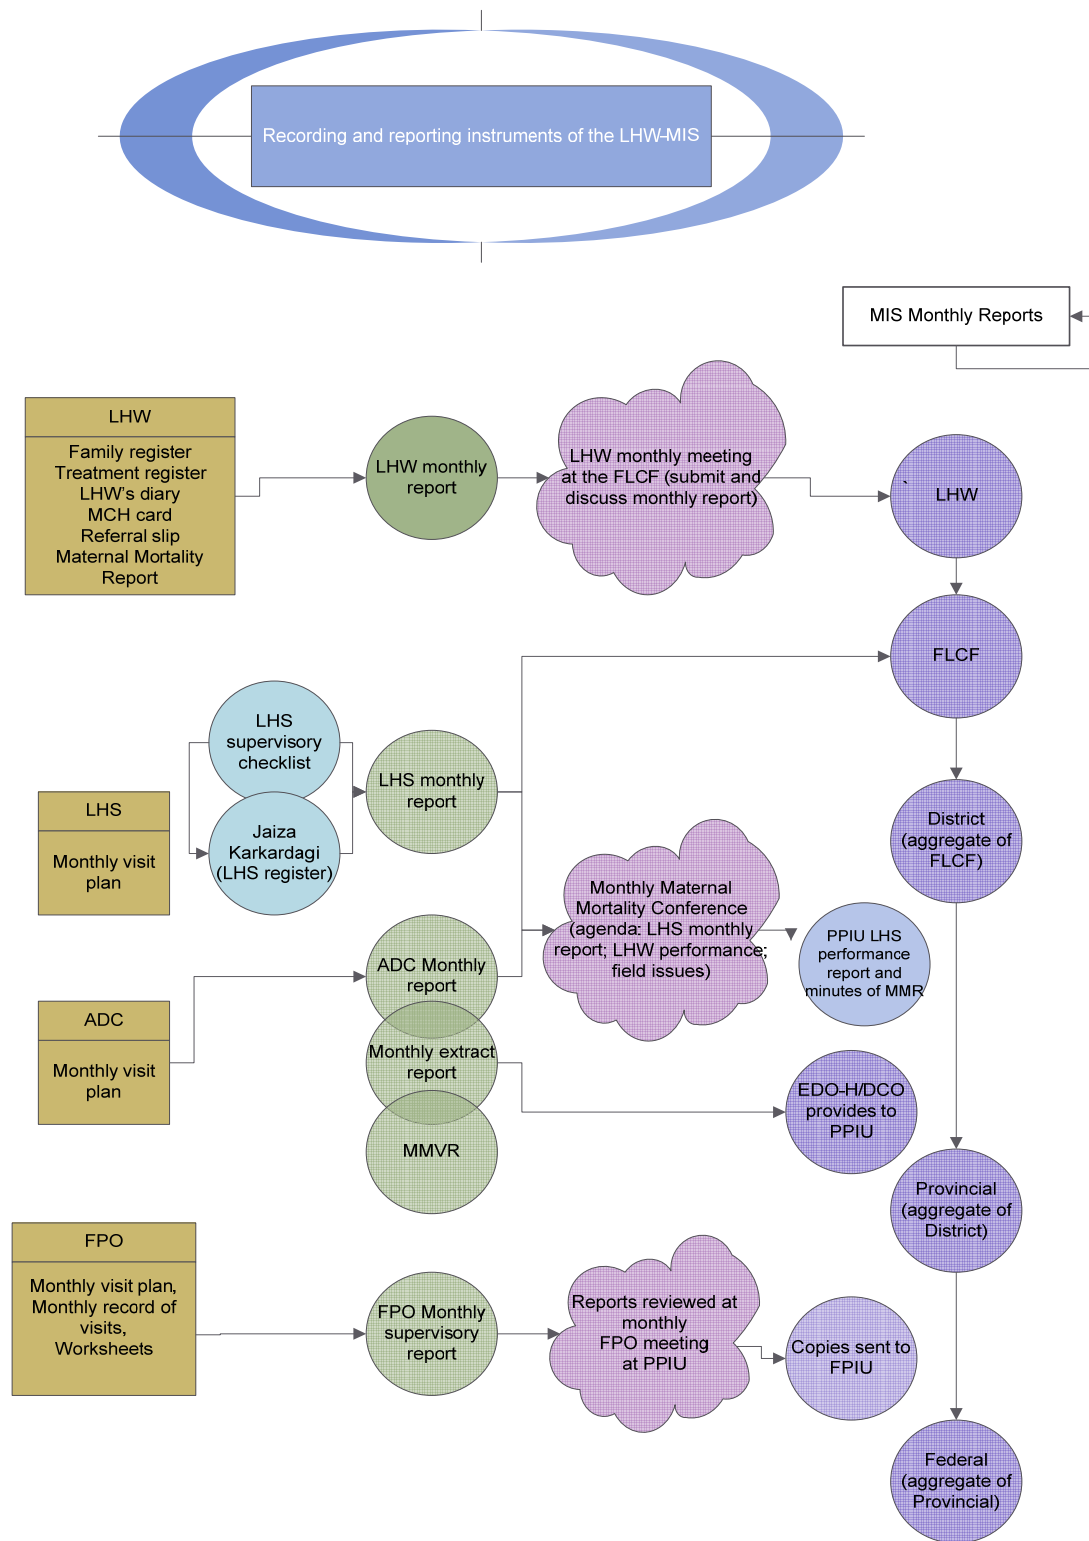 Recording and reporting instruments of the LHW-MIS
MIS Monthly Reports
LHW
Family register
Treatment register
LHW's diary
MCH card
Referral slip
Maternal Mortality
Report
LHW monthly
report
LHW monthly meeting
at the FLCF (submit and
discuss monthly report)
`
LHW
FLCF
LHS
supervisory
checklist
Jaiza
Karkardagi
(LHS register)
LHS
Monthly visit
plan
LHS monthly
report
District
(aggregate of
FLCF)
Monthly Maternal
Mortality Conference
(agenda: LHS monthly
report; LHW performance;
field issues)
PPIU LHS
performance
report and
minutes of MMR
ADC
Monthly visit
plan
ADC Monthly
report
Monthly extract
report
MMVR
EDO-H/DCO
provides to
PPIU
Provincial
(aggregate of
District)
FPO
Monthly visit plan,
Monthly record of
visits,
Worksheets
FPO Monthly
supervisory
report
Reports reviewed at
monthly
FPO meeting
at PPIU
Copies sent to
FPIU
Federal
(aggregate of
Provincial)